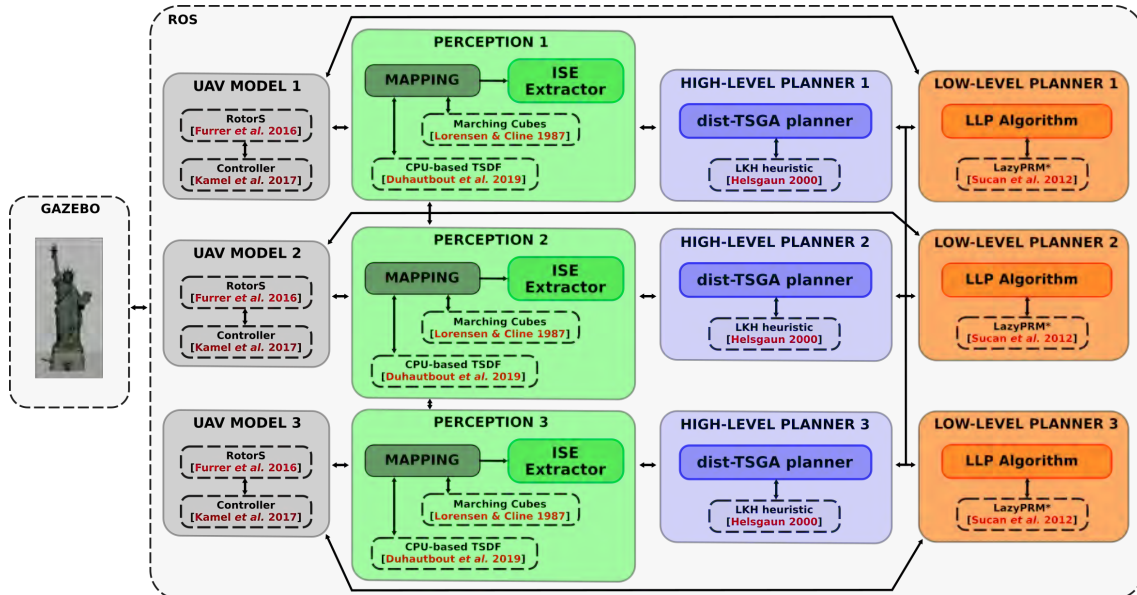 ROS
GAZEBO
UAV MODEL 1
RotorS
[Furrer et al. 2016]
Controller
[Kamel et al. 2017]
PERCEPTION 1
MAPPING
ISE
Extractor
Marching Cubes
[Lorensen & Cline 1987]
CPU-based TSDF
[Duhautbout et al. 2019]
HIGH-LEVEL PLANNER 1
dist-TSGA planner
LKH heuristic
[Helsgaun 2000]
LOW-LEVEL PLANNER 1
LLP Algorithm
LazyPRM*
[Sucan et al. 2012]
UAV MODEL 2
RotorS
[Furrer et al. 2016]
Controller
[Kamel et al. 2017]
PERCEPTION 2
MAPPING
ISE
Extractor
Marching Cubes
[Lorensen & Cline 1987]
CPU-based TSDF
[Duhautbout et al. 2019]
HIGH-LEVEL PLANNER 2
dist-TSGA planner
LKH heuristic
[Helsgaun 2000]
LOW-LEVEL PLANNER 2
LLP Algorithm
LazyPRM*
[Sucan et al. 2012]
UAV MODEL 3
RotorS
[Furrer et al. 2016]
Controller
[Kamel et al. 2017]
PERCEPTION 3
MAPPING
ISE
Extractor
Marching Cubes
[Lorensen & Cline 1987]
CPU-based TSDF
[Duhautbout et al. 2019]
HIGH-LEVEL PLANNER 3
dist-TSGA planner
LKH heuristic
[Helsgaun 2000]
LOW-LEVEL PLANNER 3
LLP Algorithm
LazyPRM*
[Sucan et al. 2012]